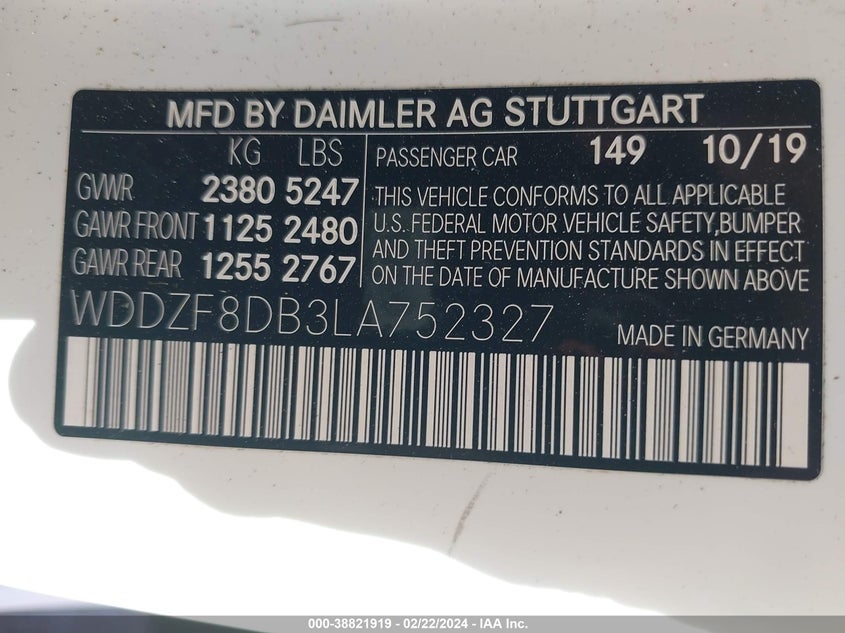 MFD BY DAIMLER AG STUTTGART
KG LBS
GVWR 2380 5247
GAWR FRONT 1125 2480
GAWR REAR 1255 2767
PASSENGER CAR 149 10/19
THIS VEHICLE CONFORMS TO ALL APPLICABLE
U.S. FEDERAL MOTOR VEHICLE SAFETY,BUMPER
AND THEFT PREVENTION STANDARDS IN EFFECT
ON THE DATE OF MANUFACTURE SHOWN ABOVE
WDDZF8DB3LA752327
MADE IN GERMANY
000-38821919 - 02/22/2024 - IAA Inc.